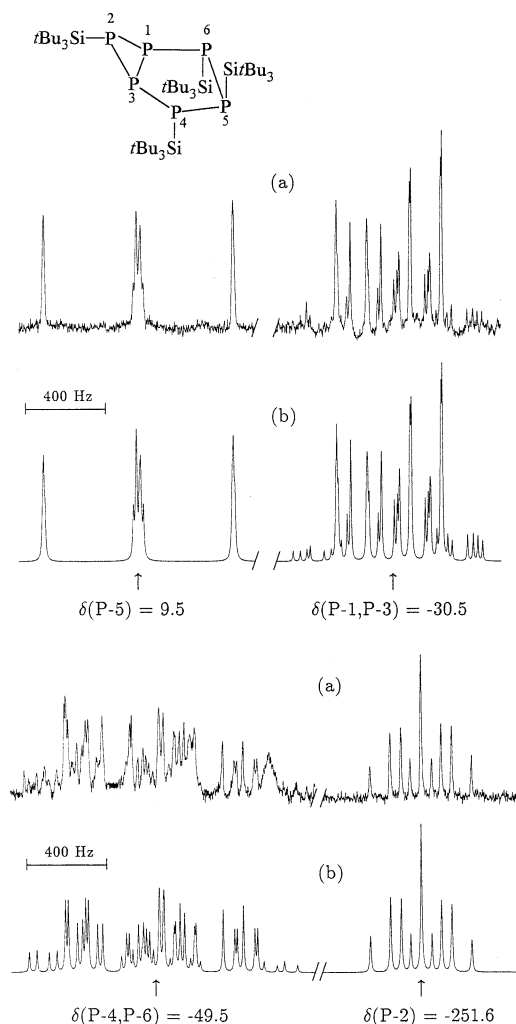 2
1
6
tBu₃Si—P
P
P
SitBu₃
P
tBu₃Si
3
P
4
P
5
tBu₃Si
(a)
400 Hz
(b)
↑
↑
δ(P-5) = 9.5
δ(P-1,P-3) = -30.5
(a)
400 Hz
(b)
↑
↑
δ(P-4,P-6) = -49.5
δ(P-2) = -251.6